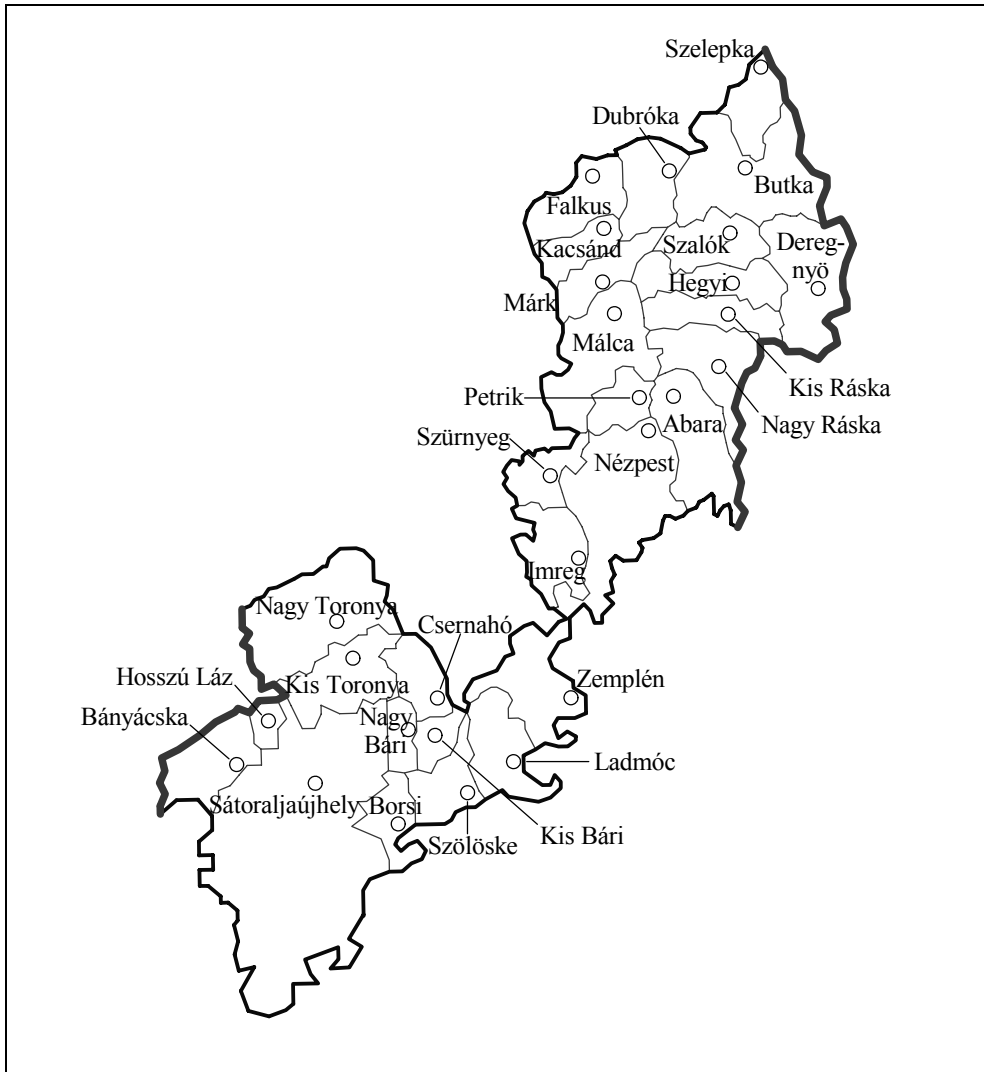 Szelepka
Dubróka
Butka
Falkus
Kacsánd
Szalók
Dereg-
nyö
Hegyi
Márk
Málca
Kis Ráska
Petrik
Abara
Nagy Ráska
Szürnyeg
Nézpest
Imreg
Nagy Toronya
Csernahó
Hosszú Láz
Kis Toronya
Zemplén
Bányácska
Nagy
Bári
Ladmóc
Sátoraljaújhely
Borsi
Kis Bári
Szölöske